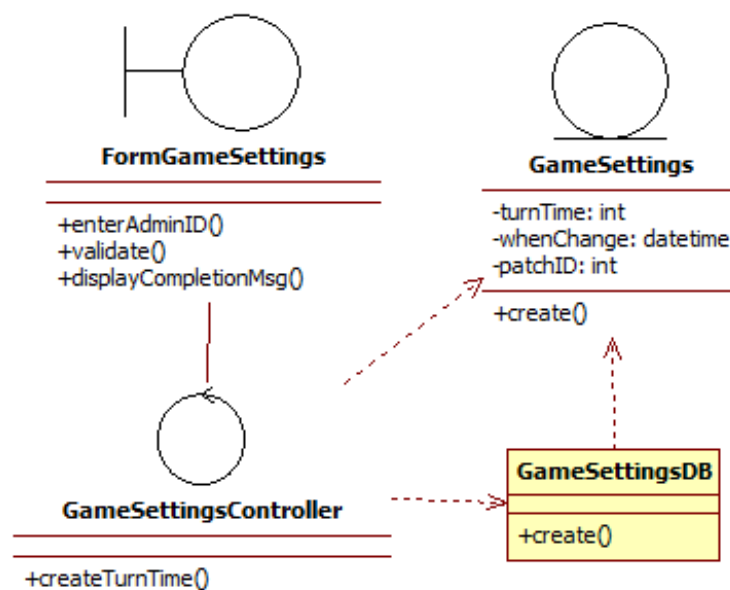 FormGameSettings
+enterAdminID()
+validate()
+displayCompletionMsg()
GameSettings
-turnTime: int
-whenChange: datetime
-patchID: int
+create()
GameSettingsController
+createTurnTime()
GameSettingsDB
+create()